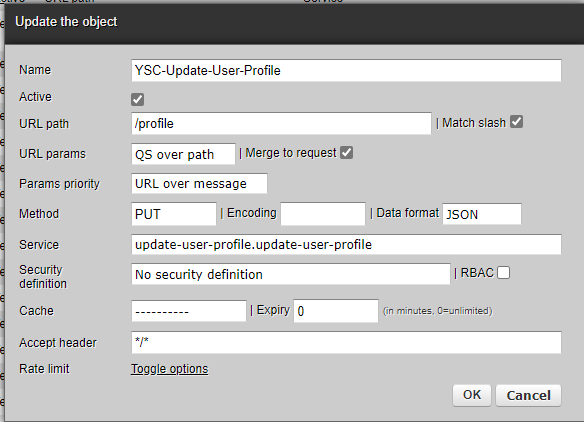 Update the object
Name YSC-Update-User-Profile
Active
URL path /profile | Match slash
URL params QS over path | Merge to request
Params priority URL over message
Method PUT | Encoding | Data format JSON
Service update-user-profile.update-user-profile
Security definition No security definition | RBAC
Cache ---------- | Expiry 0 (in minutes, 0=unlimited)
Accept header */*
Rate limit Toggle options
OK Cancel